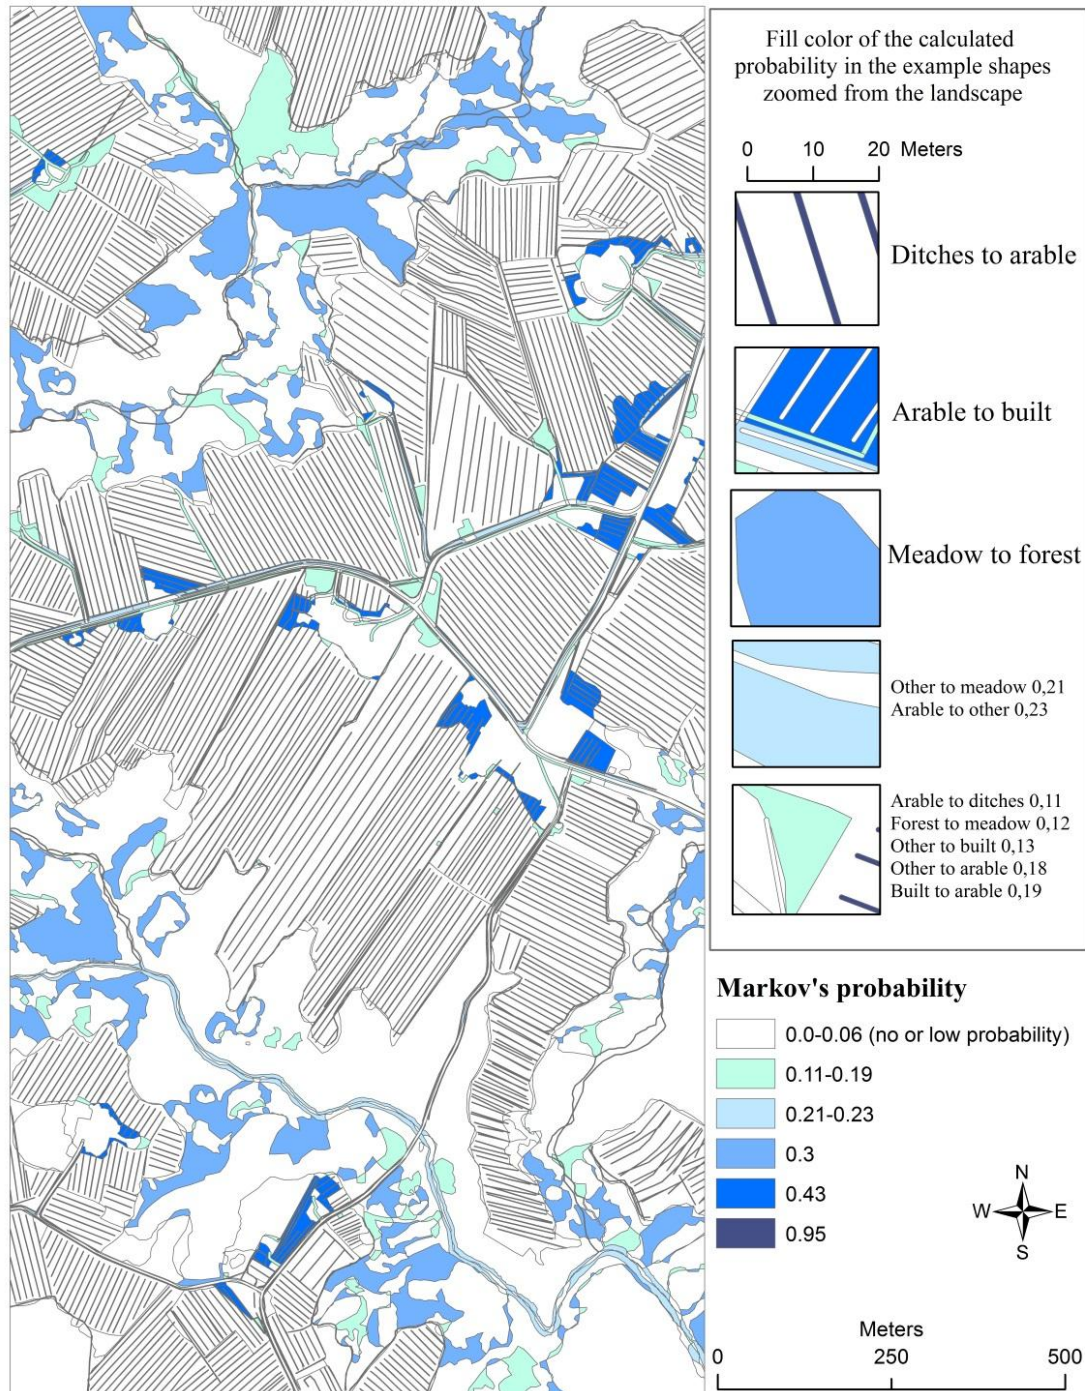 Fill color of the calculated
probability in the example shapes
zoomed from the landscape
0 10 20 Meters
Ditches to arable
Arable to built
Meadow to forest
Other to meadow 0,21
Arable to other 0,23
Arable to ditches 0,11
Forest to meadow 0,12
Other to built 0,13
Other to arable 0,18
Built to arable 0,19
Markov's probability
0.0-0.06 (no or low probability)
0.11-0.19
0.21-0.23
0.3
0.43
0.95
N
W E
S
Meters
0 250 500